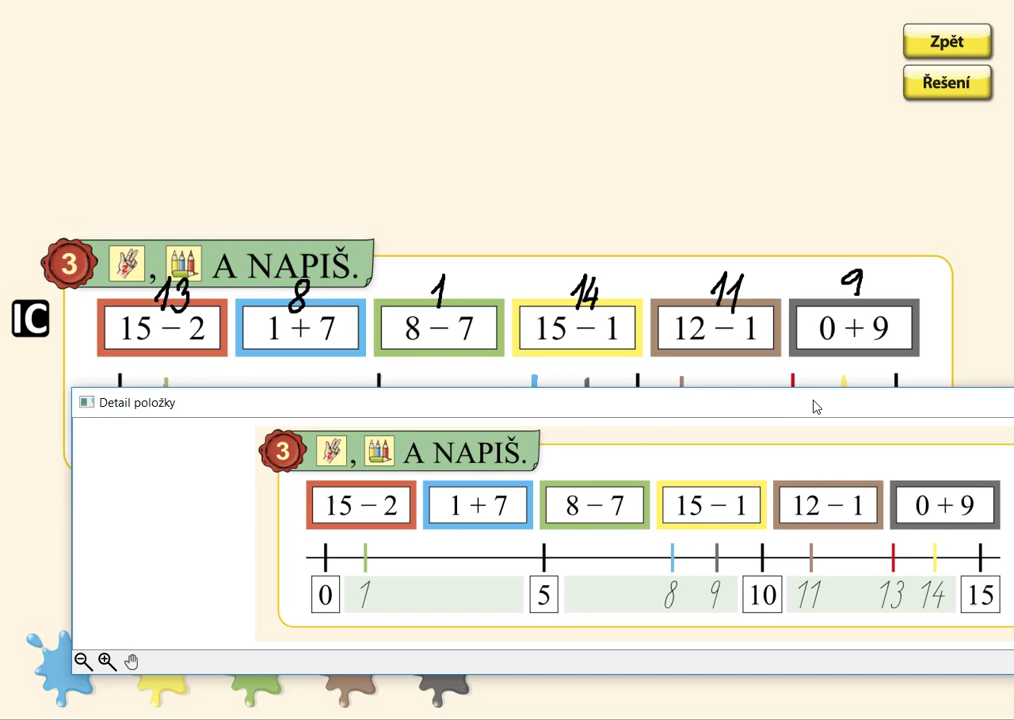 Zpět
Řešení
3 , A NAPIŠ.
13 8 1 14 11 9
IC 15 − 2 1 + 7 8 − 7 15 − 1 12 − 1 0 + 9
Detail položky
3 , A NAPIŠ.
15 − 2 1 + 7 8 − 7 15 − 1 12 − 1 0 + 9
0 1 5 8 9 10 11 13 14 15